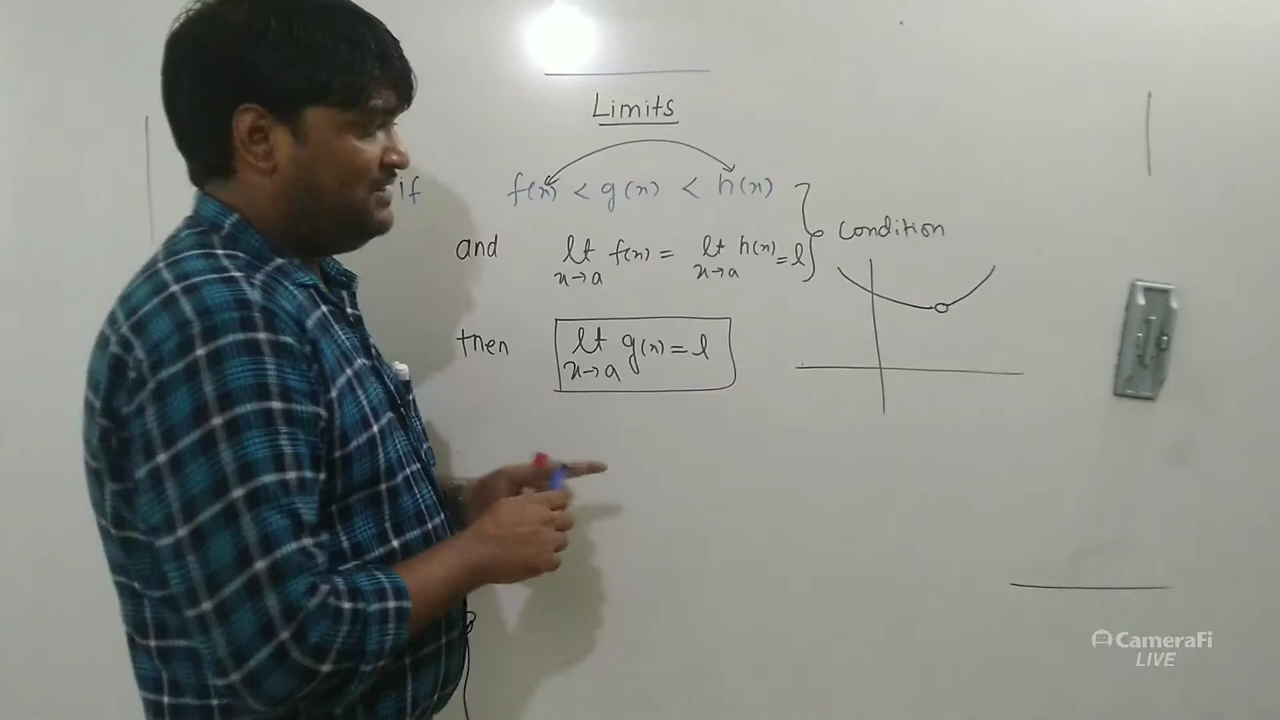 Limits
if f(x) < g(x) < h(x)
condition
and lt x→a f(x) = lt x→a h(x) = l
then lt x→a g(x) = l
CameraFi
LIVE